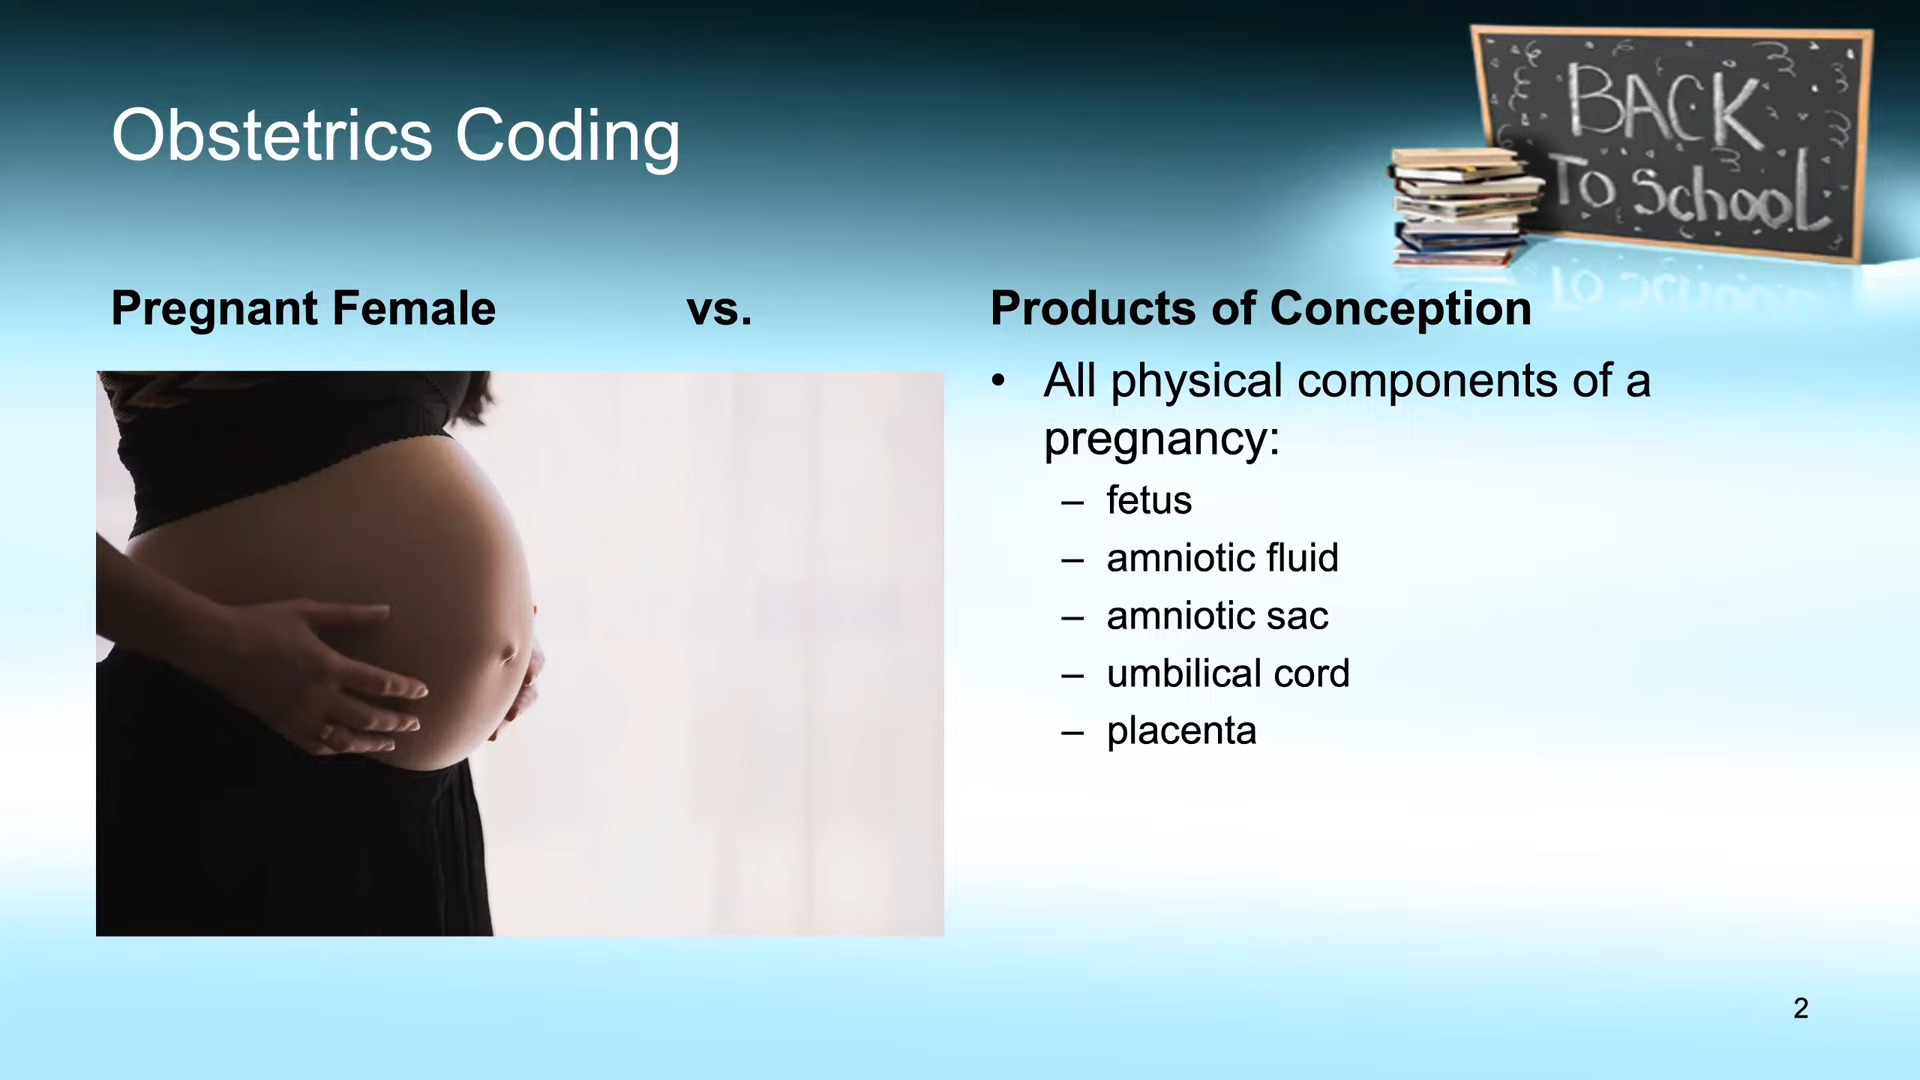 Obstetrics Coding
BACK
TO SCHOOL
Pregnant Female vs.
Products of Conception
• All physical components of a
pregnancy:
– fetus
– amniotic fluid
– amniotic sac
– umbilical cord
– placenta
2